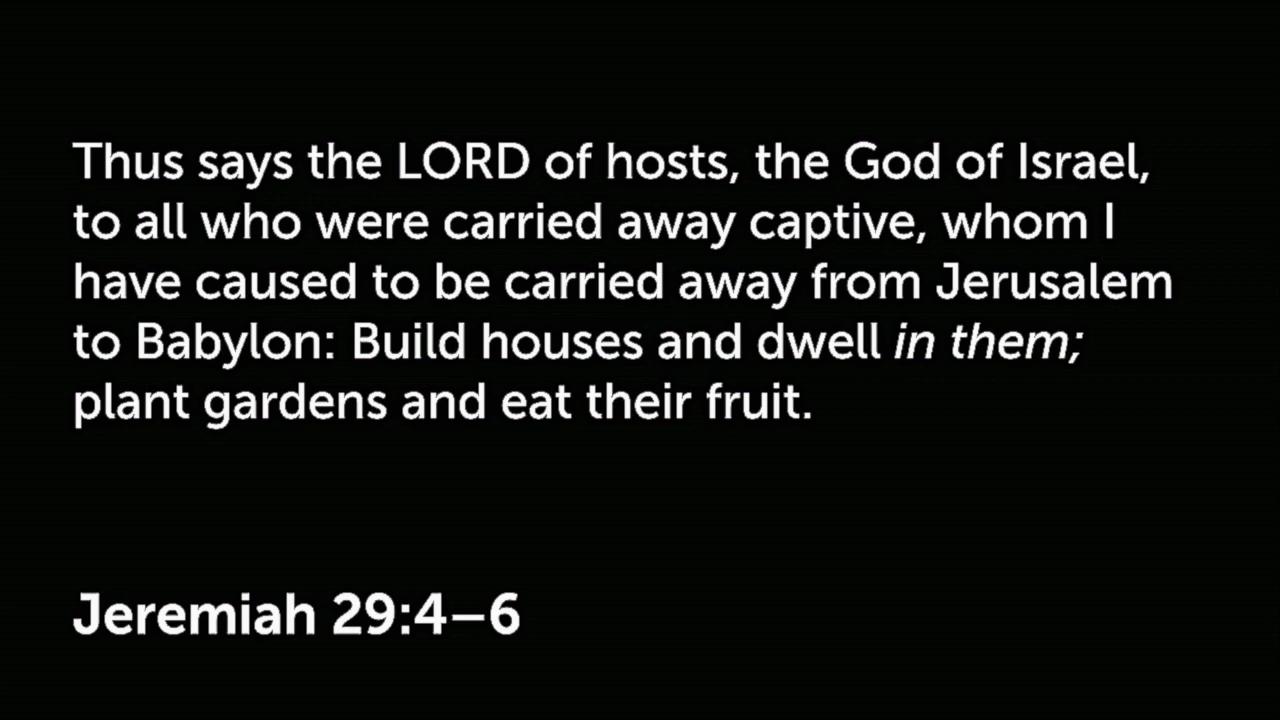 Thus says the LORD of hosts, the God of Israel,
to all who were carried away captive, whom I
have caused to be carried away from Jerusalem
to Babylon: Build houses and dwell in them;
plant gardens and eat their fruit.
Jeremiah 29:4–6